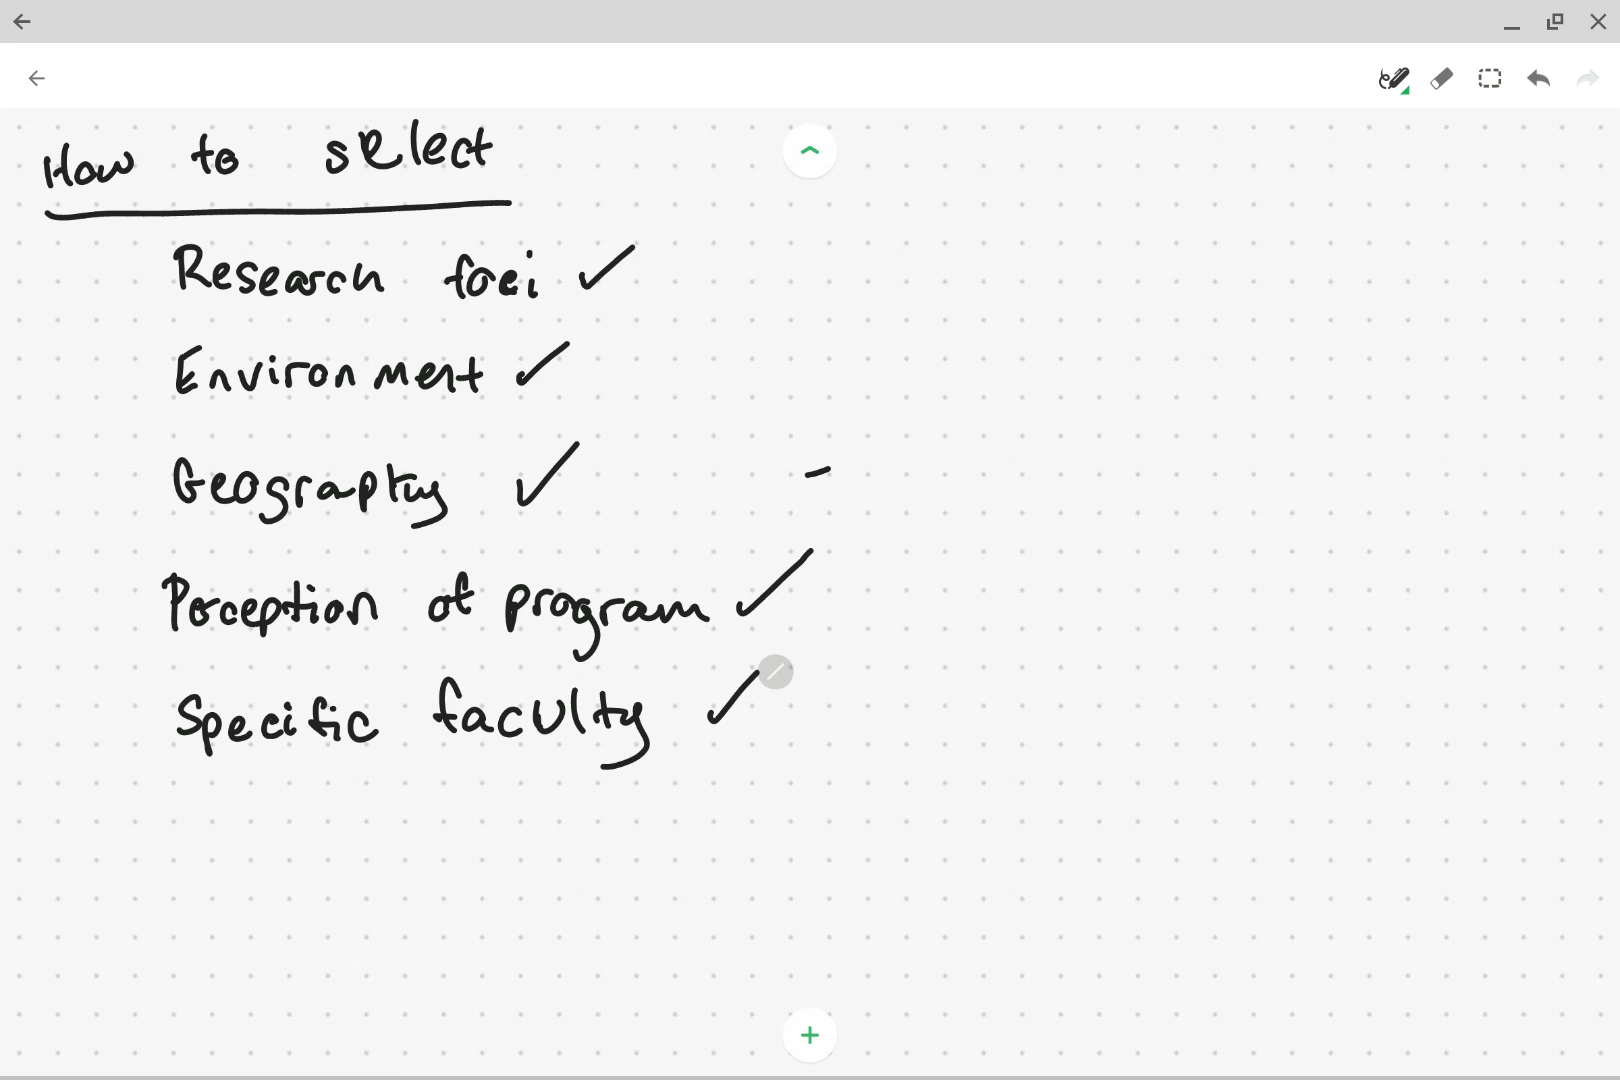 How to select
Research foci ✓
Environment ✓
Geography ✓ -
Perception of program ✓
Specific faculty ✓